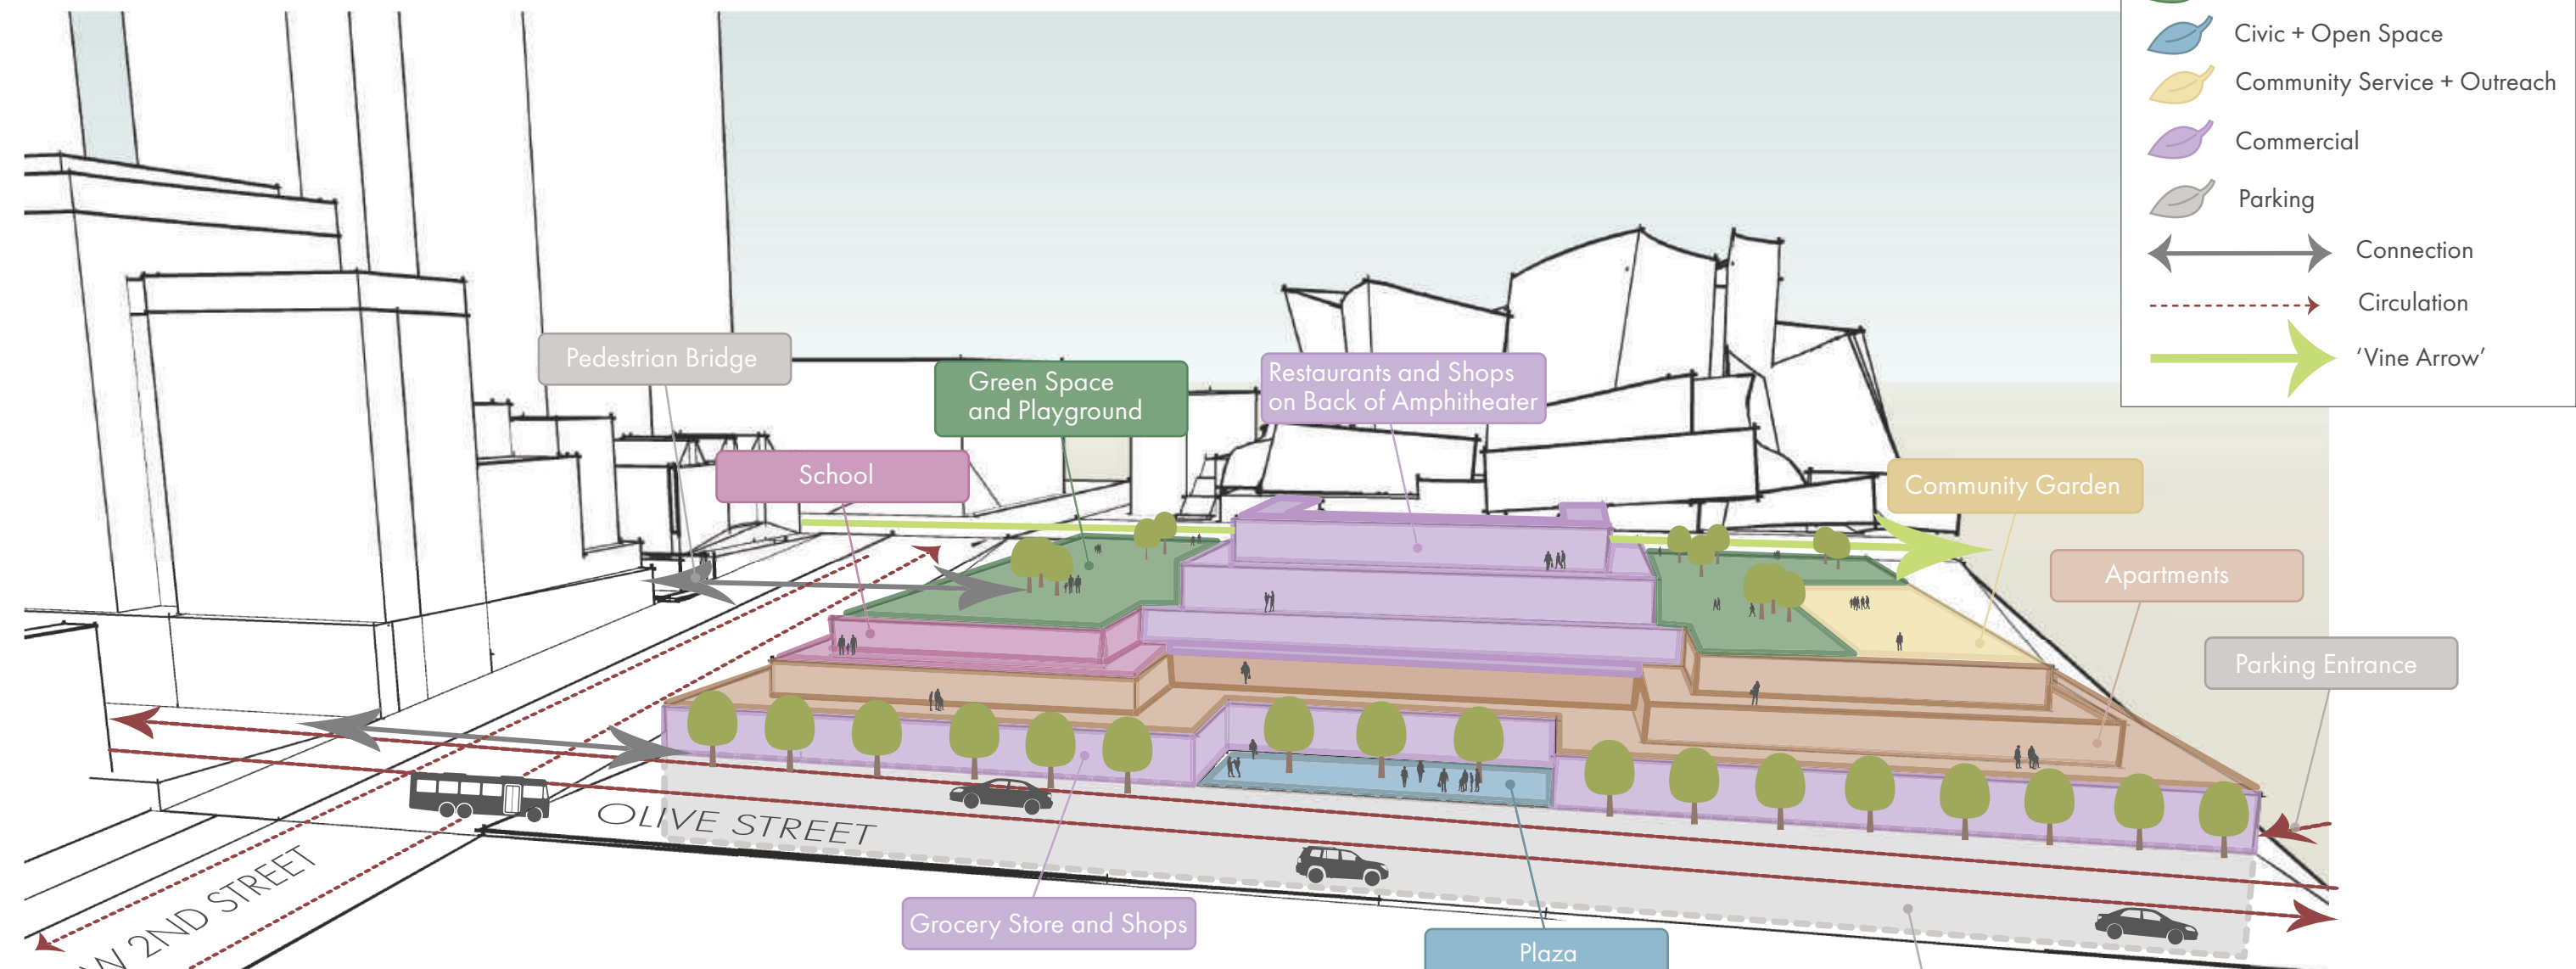 Civic + Open Space
Community Service + Outreach
Commercial
Parking
Connection
Circulation
‘Vine Arrow’
Pedestrian Bridge
Green Space
and Playground
Restaurants and Shops
on Back of Amphitheater
School
Community Garden
Apartments
Parking Entrance
OLIVE STREET
W 2ND STREET
Grocery Store and Shops
Plaza